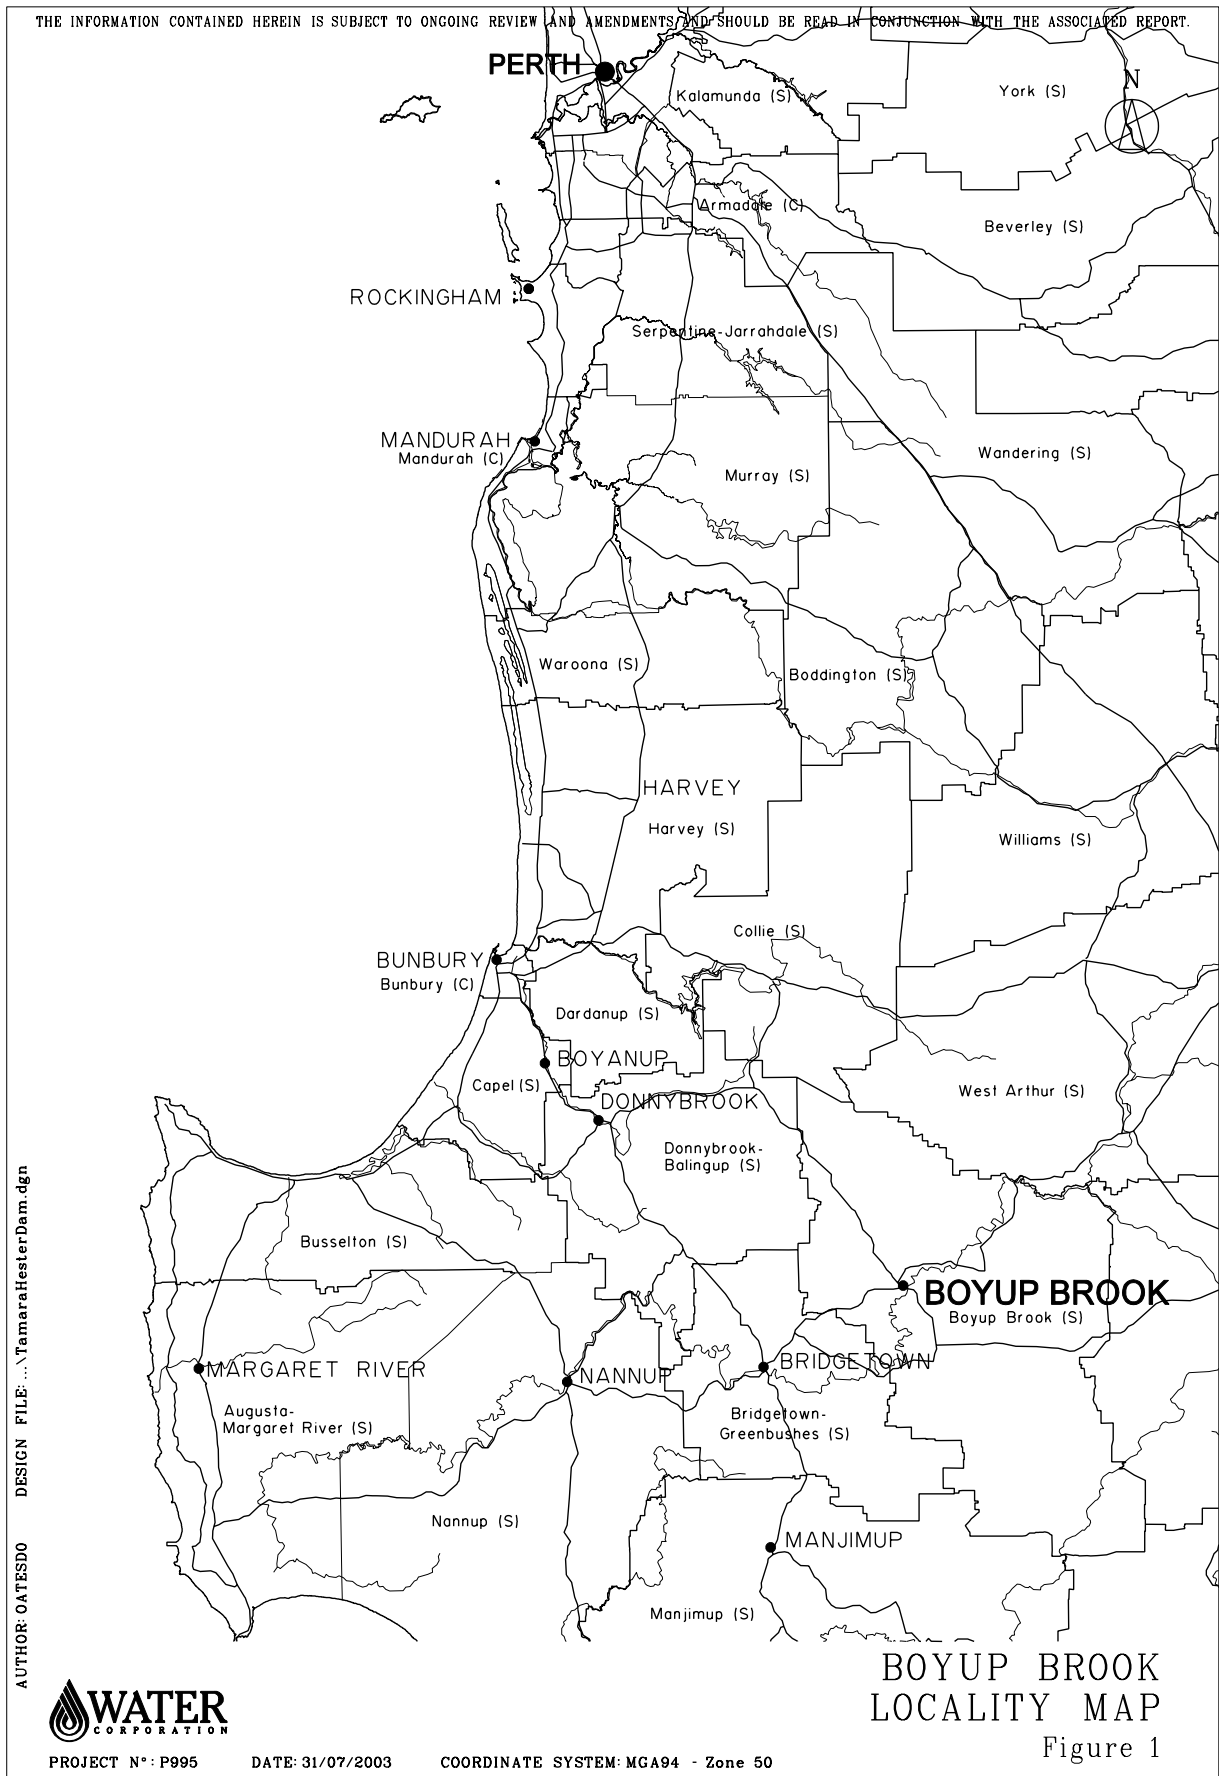 THE INFORMATION CONTAINED HEREIN IS SUBJECT TO ONGOING REVIEW AND AMENDMENTS AND SHOULD BE READ IN CONJUNCTION WITH THE ASSOCIATED REPORT.
PERTH
N
Kalamunda (S)
York (S)
Armadale (C)
Beverley (S)
ROCKINGHAM
Serpentine-Jarrahdale (S)
MANDURAH
Mandurah (C)
Wandering (S)
Murray (S)
Waroona (S)
Boddington (S)
HARVEY
Harvey (S)
Williams (S)
Collie (S)
BUNBURY
Bunbury (C)
Dardanup (S)
BOYANUP
Capel (S)
West Arthur (S)
DONNYBROOK
Donnybrook-
Balingup (S)
Busselton (S)
BOYUP BROOK
Boyup Brook (S)
MARGARET RIVER
NANNUP
BRIDGETOWN
Augusta-
Margaret River (S)
Bridgetown-
Greenbushes (S)
Nannup (S)
MANJIMUP
Manjimup (S)
AUTHOR: OATESDO DESIGN FILE: ...\TamaraHesterDam.dgn
BOYUP BROOK
LOCALITY MAP
Figure 1
WATER
CORPORATION
PROJECT Nº: P995 DATE: 31/07/2003 COORDINATE SYSTEM: MGA94 - Zone 50